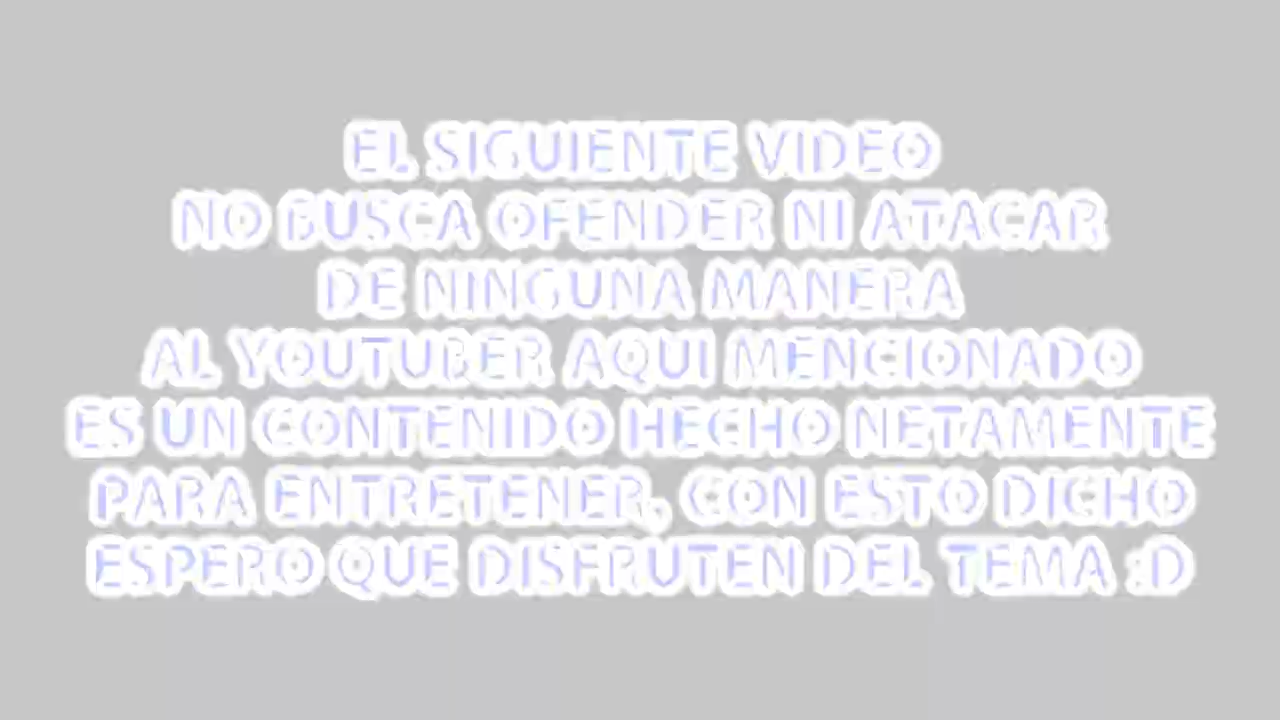 EL SIGUIENTE VIDEO
NO BUSCA OFENDER NI ATACAR
DE NINGUNA MANERA
AL YOUTUBER AQUI MENCIONADO
ES UN CONTENIDO HECHO NETAMENTE
PARA ENTRETENER, CON ESTO DICHO
ESPERO QUE DISFRUTEN DEL TEMA :D